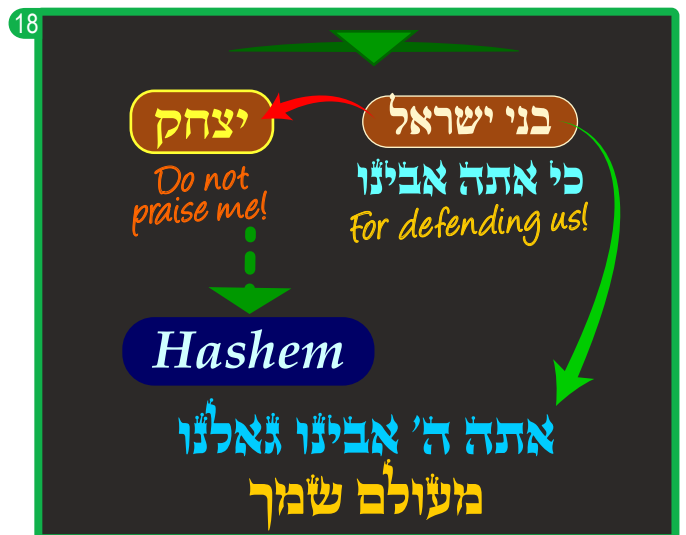 18
בני ישראל
יצחק
כי אתה אבינו
For defending us!
Do not
praise me!
Hashem
אתה ה' אבינו גאלנו
מעולם שמך